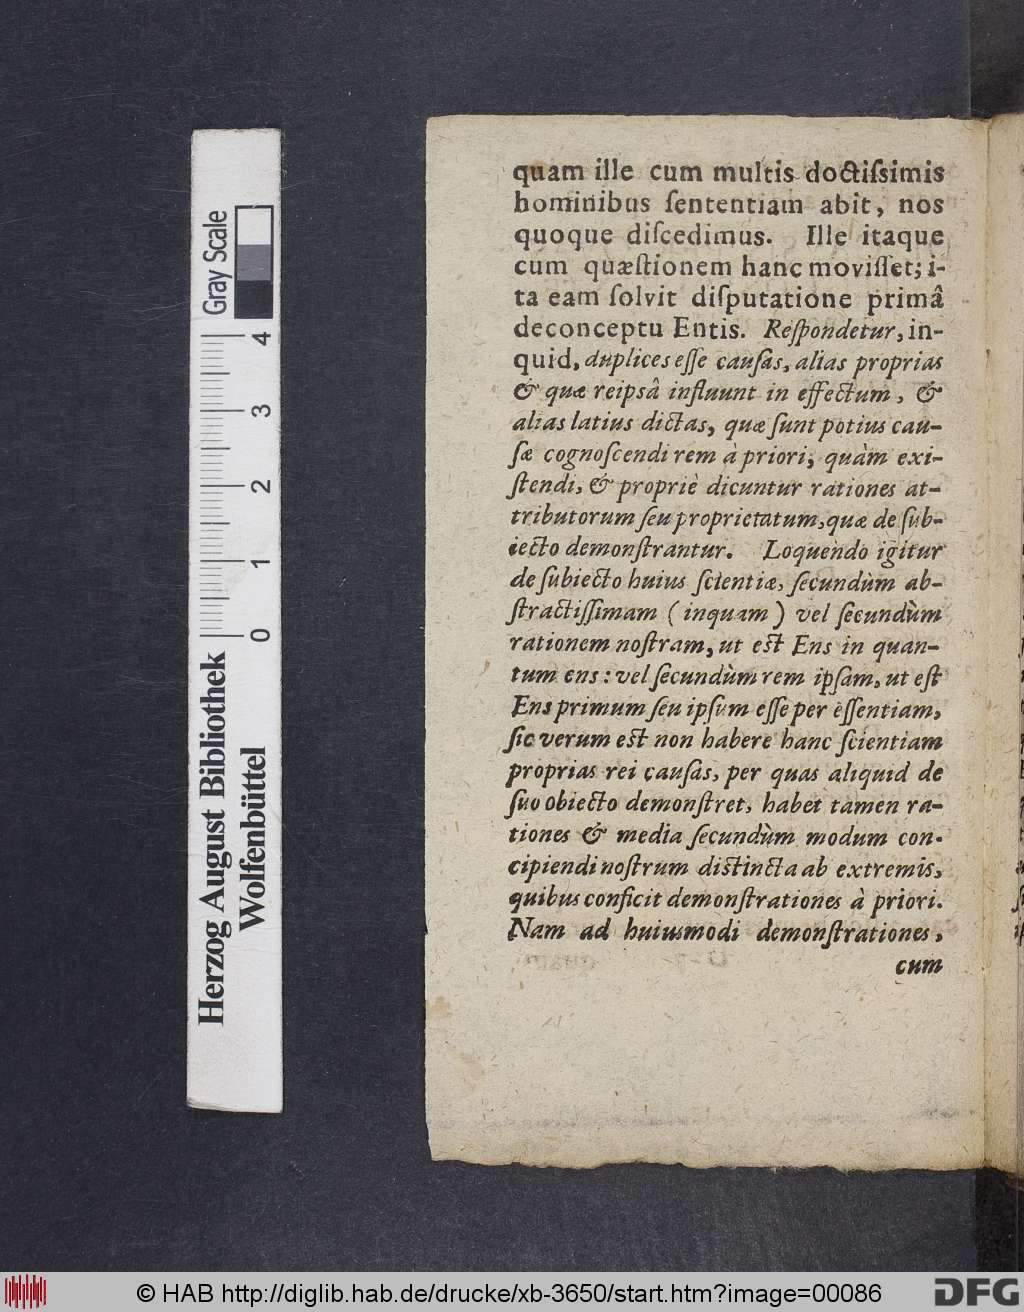 quam ille cum multis doctiſsimis
hominibus ſententiam abit, nos
quoque diſcedimus. Ille itaque
cum quæſtionem hanc moviſſet; i-
ta eam ſolvit diſputatione primâ
deconceptu Entis. Reſpondetur, in-
quid, duplices eſſe cauſas, alias proprias
& quæ reipsâ influunt in effectum, &
alias latius dictas, quæ ſunt potius cau-
ſæ cognoſcendi rem à priori, quàm exi-
ſtendi, & propriè dicuntur rationes at-
tributorum ſeu proprietatum, quæ de ſub-
iecto demonſtrantur. Loquendo igitur
de ſubiecto huius ſcientiæ, ſecundùm ab-
ſtractiſſimam (inquam) vel ſecundùm
rationem noſtram, ut est Ens in quan-
tum ens: vel ſecundùm rem ipſam, ut eſt
Ens primum ſeu ipſum eſſe per eſſentiam,
ſic verum est non habere hanc ſcientiam
proprias rei cauſas, per quas aliquid de
ſuo obiecto demonſtret, habet tamen ra-
tiones & media ſecundùm modum con-
cipiendi noſtrum distincta ab extremis,
quibus conficit demonſtrationes à priori.
Nam ad huiusmodi demonſtrationes,
cum
Herzog August Bibliothek
Wolfenbüttel
0 1 2 3 4
Gray Scale
© HAB http://diglib.hab.de/drucke/xb-3650/start.htm?image=00086
DFG